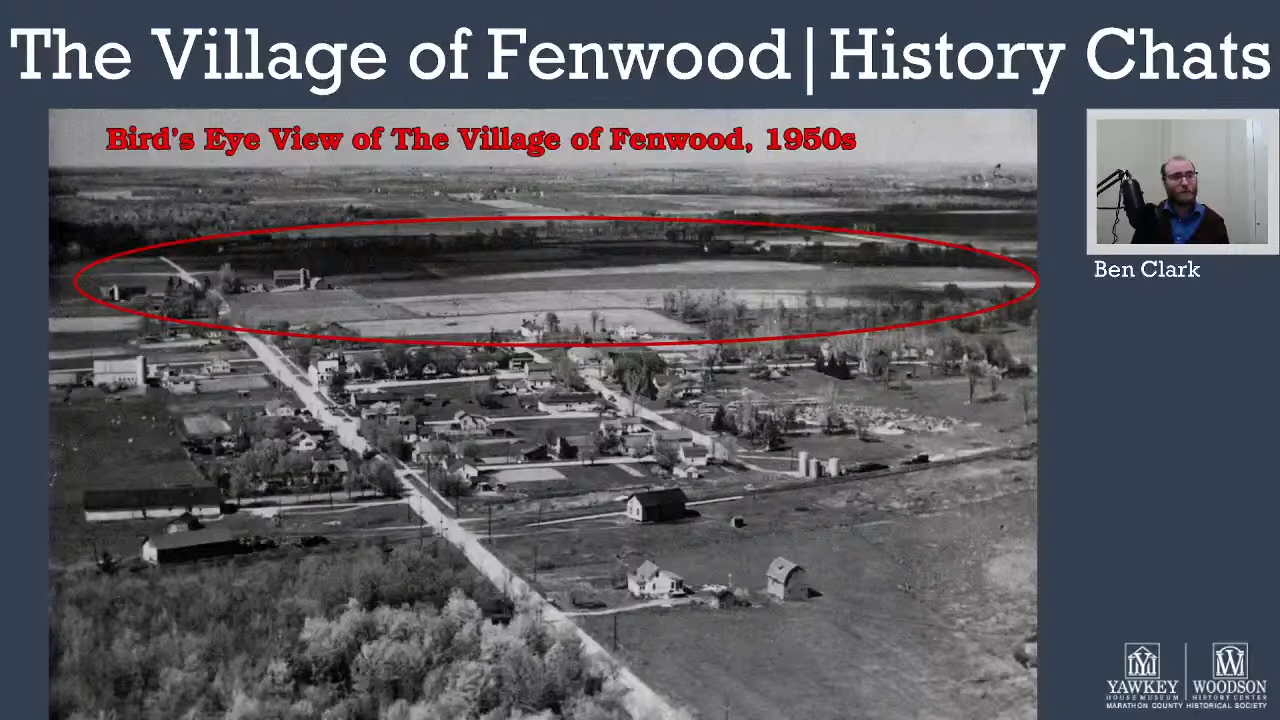 The Village of Fenwood|History Chats
Bird's Eye View of The Village of Fenwood, 1950s
Ben Clark
YAWKEY
HOUSE MUSEUM
WOODSON
HISTORY CENTER
MARATHON COUNTY HISTORICAL SOCIETY